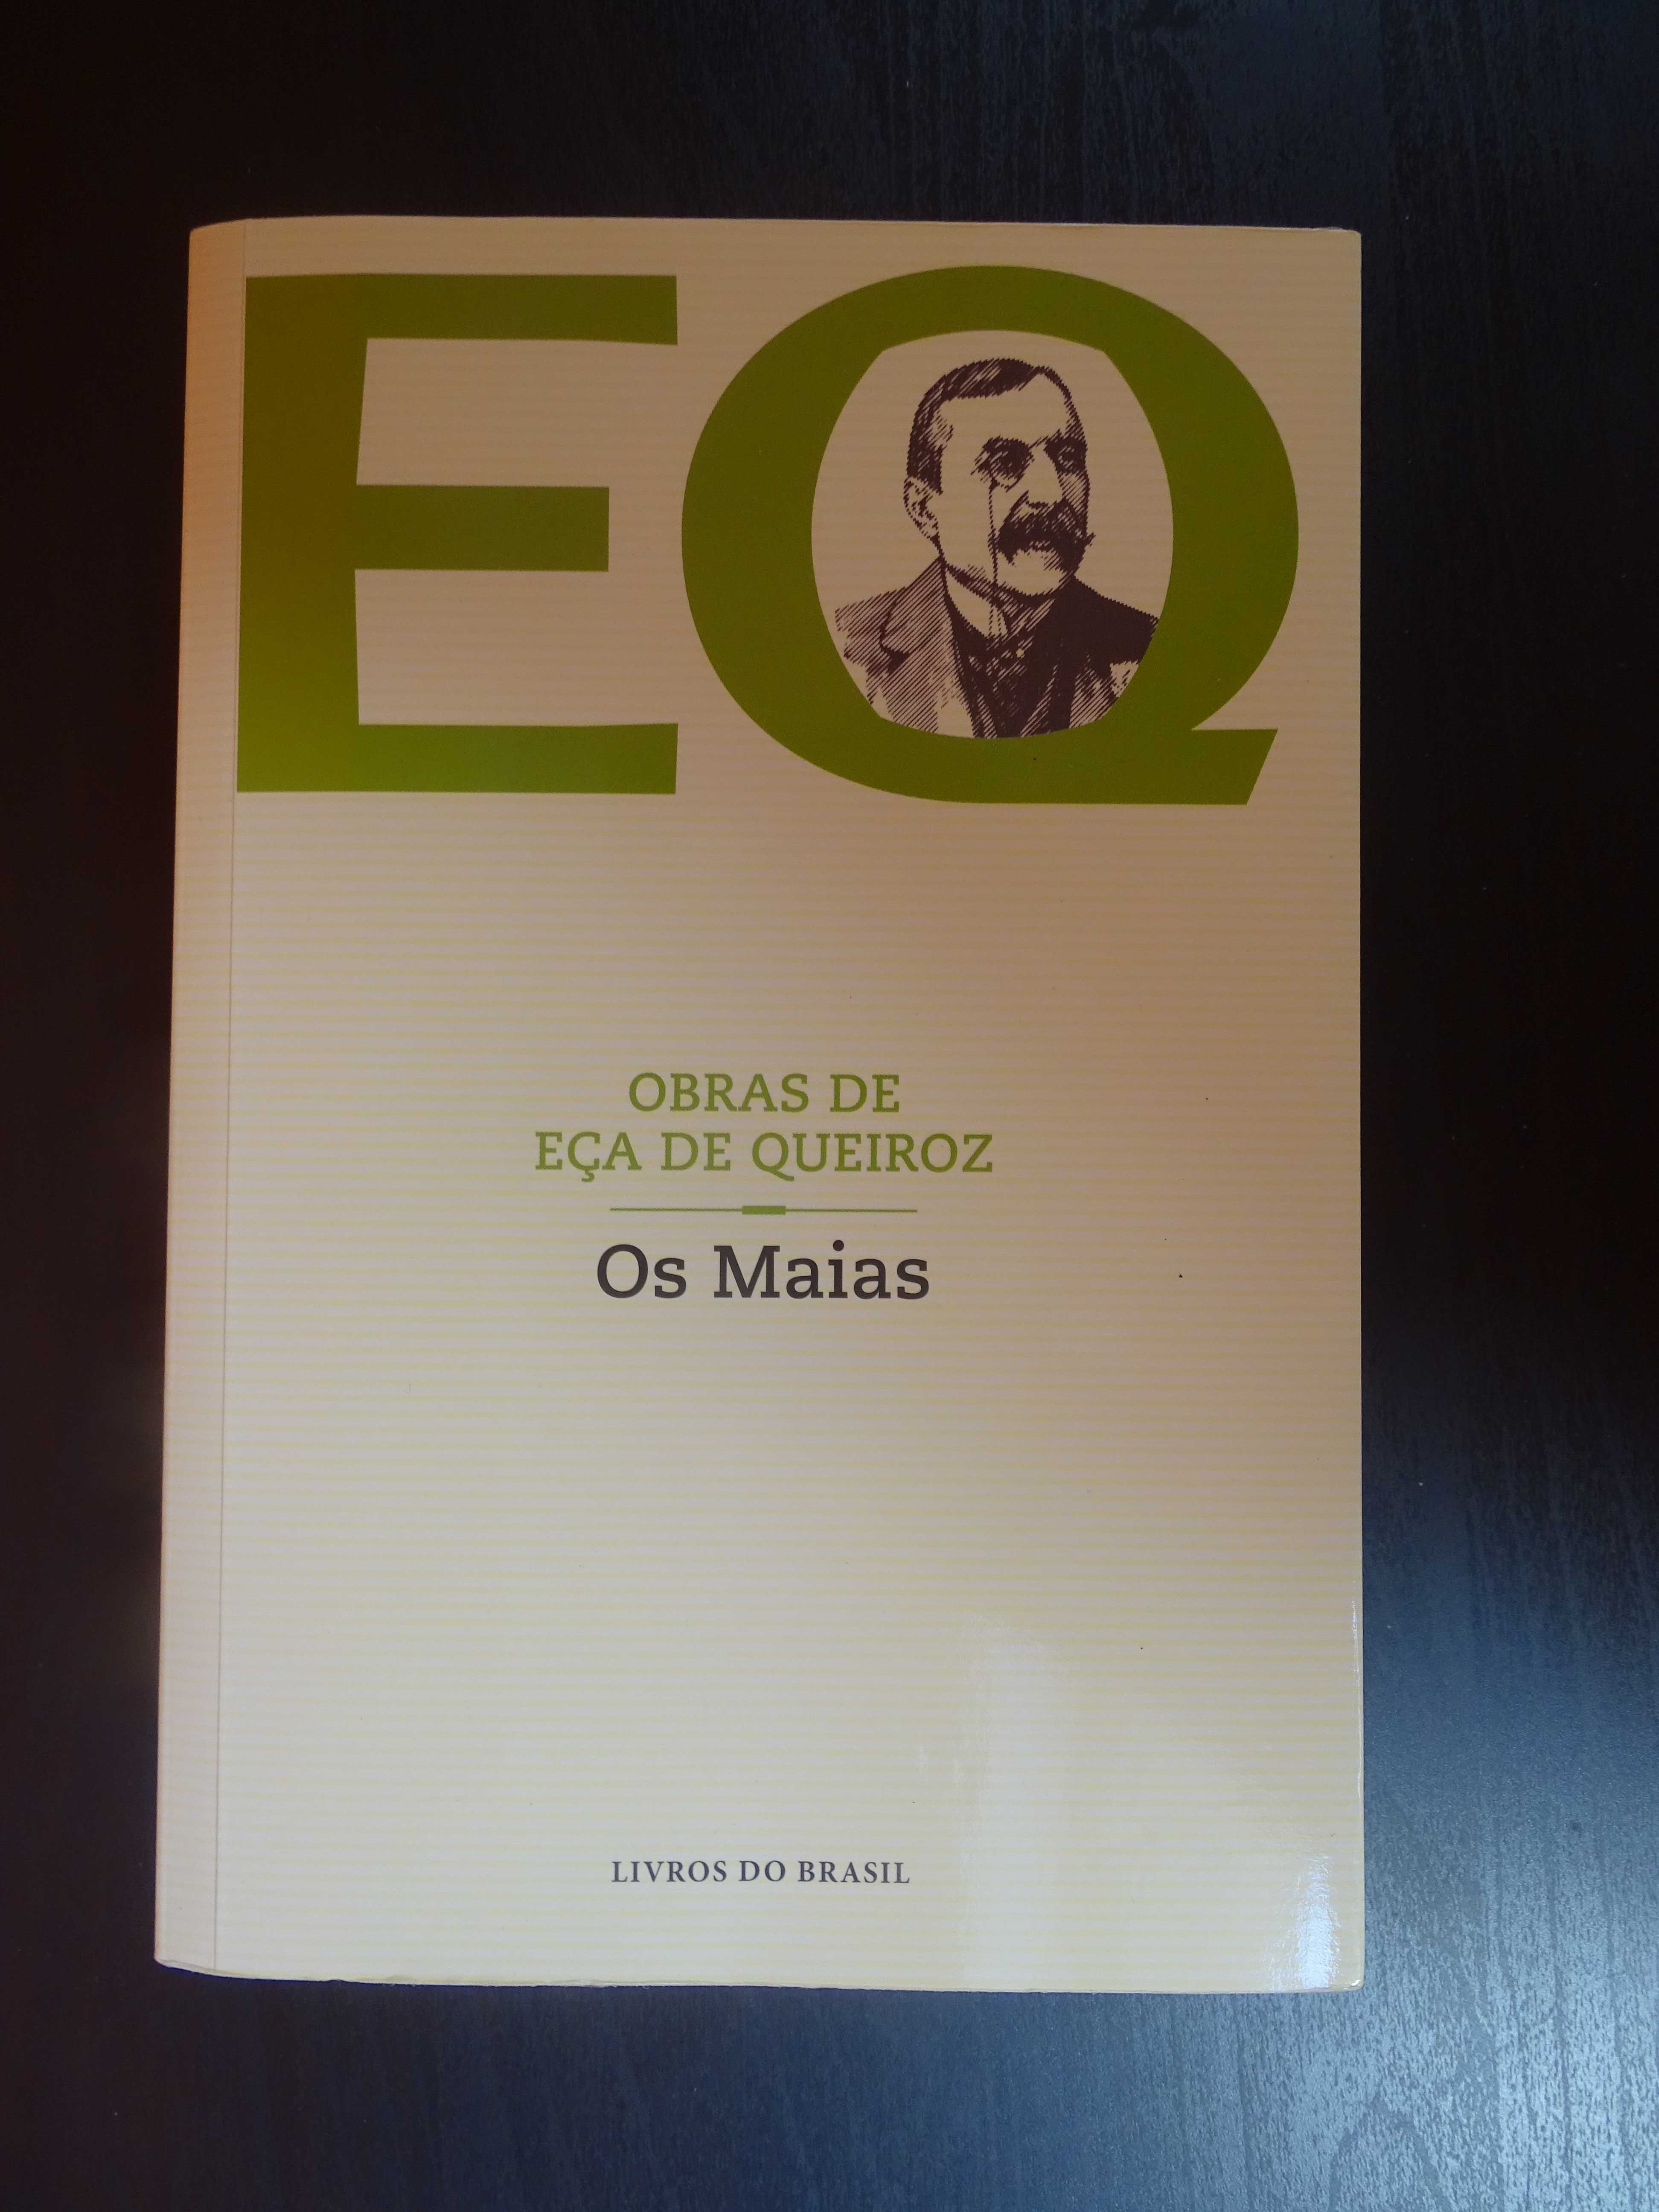 EQ
OBRAS DE
EÇA DE QUEIROZ
Os Maias
LIVROS DO BRASIL